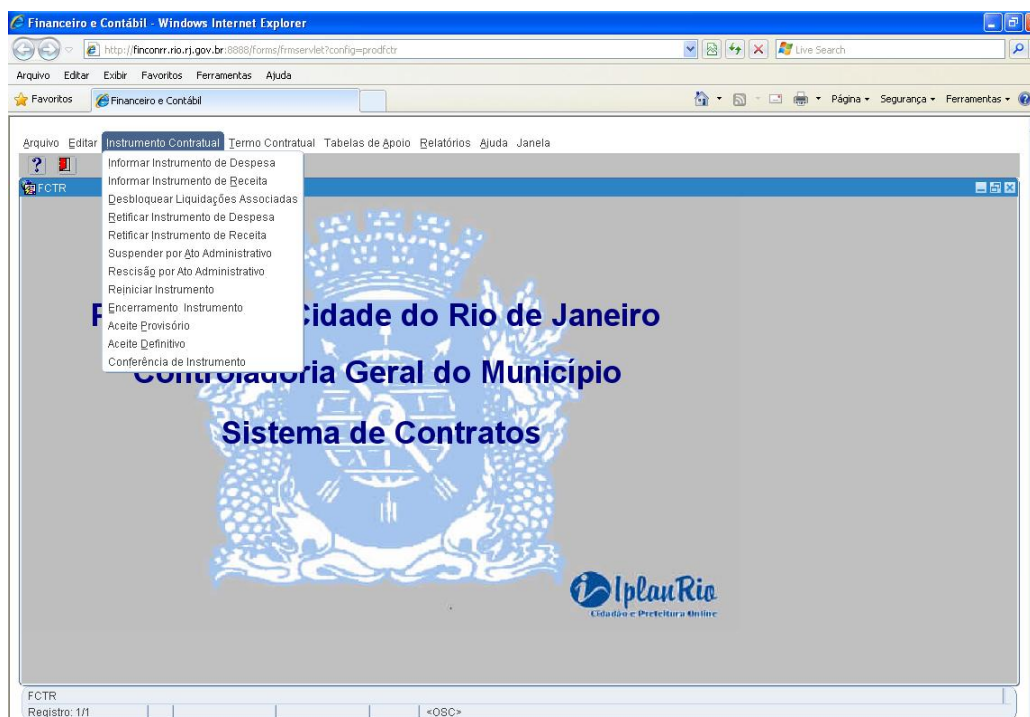 Financeiro e Contábil - Windows Internet Explorer
http://finconrr.rio.rj.gov.br:8888/forms/frmservlet?config=prodfctr
Live Search
Arquivo Editar Exibir Favoritos Ferramentas Ajuda
Favoritos Financeiro e Contábil Página Segurança Ferramentas
Arquivo Editar Instrumento Contratual Termo Contratual Tabelas de Apoio Relatórios Ajuda Janela
FCTR
Informar Instrumento de Despesa
Informar Instrumento de Receita
Desbloquear Liquidações Associadas
Retificar Instrumento de Despesa
Retificar Instrumento de Receita
Suspender por Ato Administrativo
Rescisão por Ato Administrativo
Reiniciar Instrumento
Encerramento Instrumento
Aceite Provisório
Aceite Definitivo
Conferência de Instrumento
Cidade do Rio de Janeiro
Controladoria Geral do Município
Sistema de Contratos
IplanRio
Cidadão e Prefeitura Online
FCTR
Registro: 1/1 <OSC>